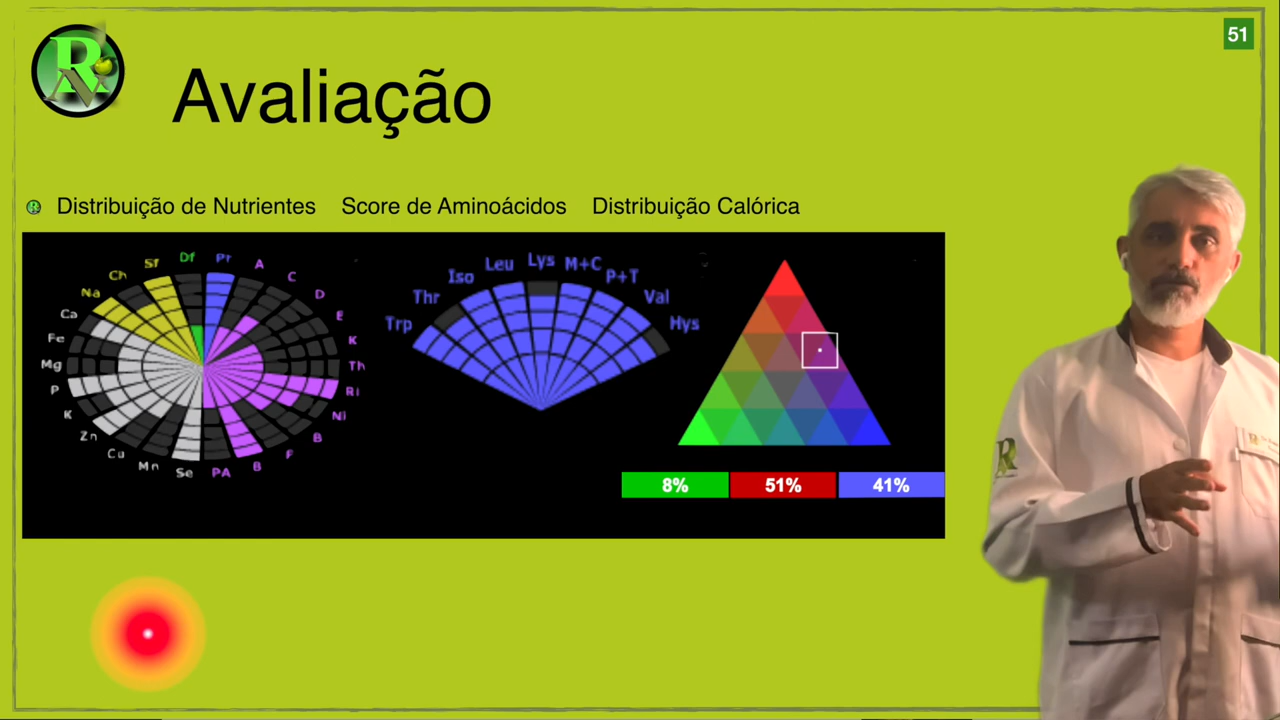 51
RN
Avaliação
Distribuição de Nutrientes Score de Aminoácidos Distribuição Calórica
Df Pr
Sf A
Ch C
Na D
Ca E
Fe K
Mg Th
P Ri
K Ni
Zn B
Cu F
Mn B
Se PA
Lys
Leu M+C
Iso P+T
Thr Val
Trp Hys
8% 51% 41%